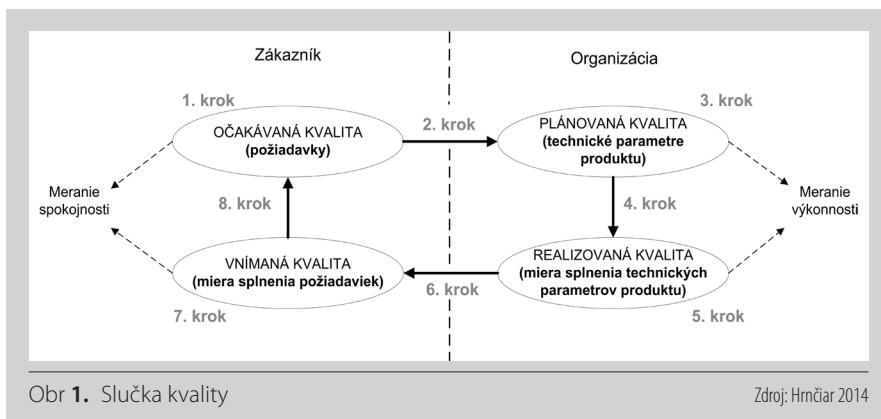 Zákazník
Organizácia
1. krok
OČAKÁVANÁ KVALITA
(požiadavky)
2. krok
3. krok
PLÁNOVANÁ KVALITA
(technické parametre
produktu)
Meranie
spokojnosti
8. krok
4. krok
Meranie
výkonnosti
VNÍMANÁ KVALITA
(miera splnenia požiadaviek)
7. krok
6. krok
REALIZOVANÁ KVALITA
(miera splnenia technických
parametrov produktu)
5. krok
Obr 1. Slučka kvality
Zdroj: Hrnčiar 2014